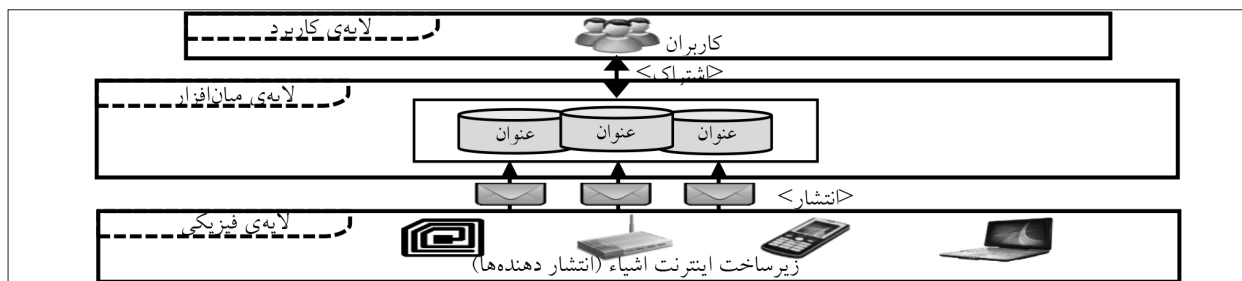 لایه‌ی کاربرد
کاربران
<اشتراک>
لایه‌ی میان‌افزار
عنوان
عنوان
عنوان
<انتشار>
لایه‌ی فیزیکی
زیرساخت اینترنت اشیاء (انتشار دهنده‌ها)